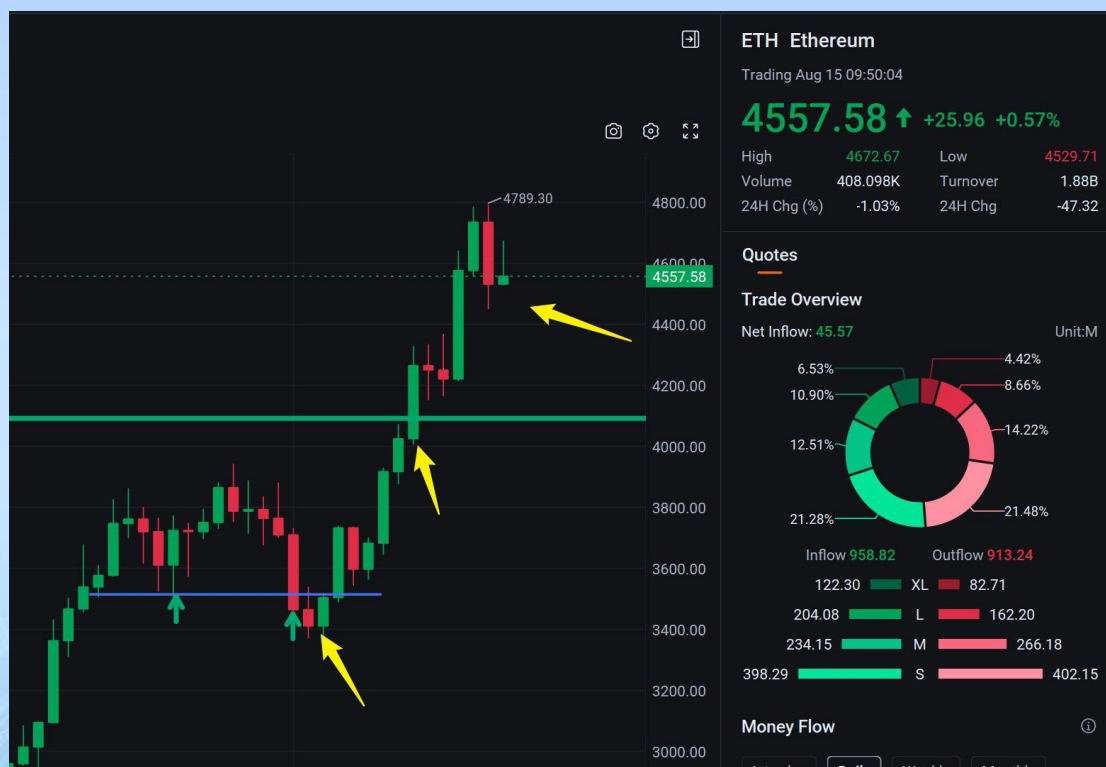 ETH Ethereum
Trading Aug 15 09:50:04
4557.58 +25.96 +0.57%
High 4672.67 Low 4529.71
Volume 408.098K Turnover 1.88B
24H Chg (%) -1.03% 24H Chg -47.32
4789.30
4800.00
4600.00
4557.58
4400.00
4200.00
4000.00
3800.00
3600.00
3400.00
3200.00
3000.00
Quotes
Trade Overview
Net Inflow: 45.57 Unit:M
6.53% 4.42%
10.90% 8.66%
12.51% 14.22%
21.28% 21.48%
Inflow 958.82 Outflow 913.24
122.30 XL 82.71
204.08 L 162.20
234.15 M 266.18
398.29 S 402.15
Money Flow